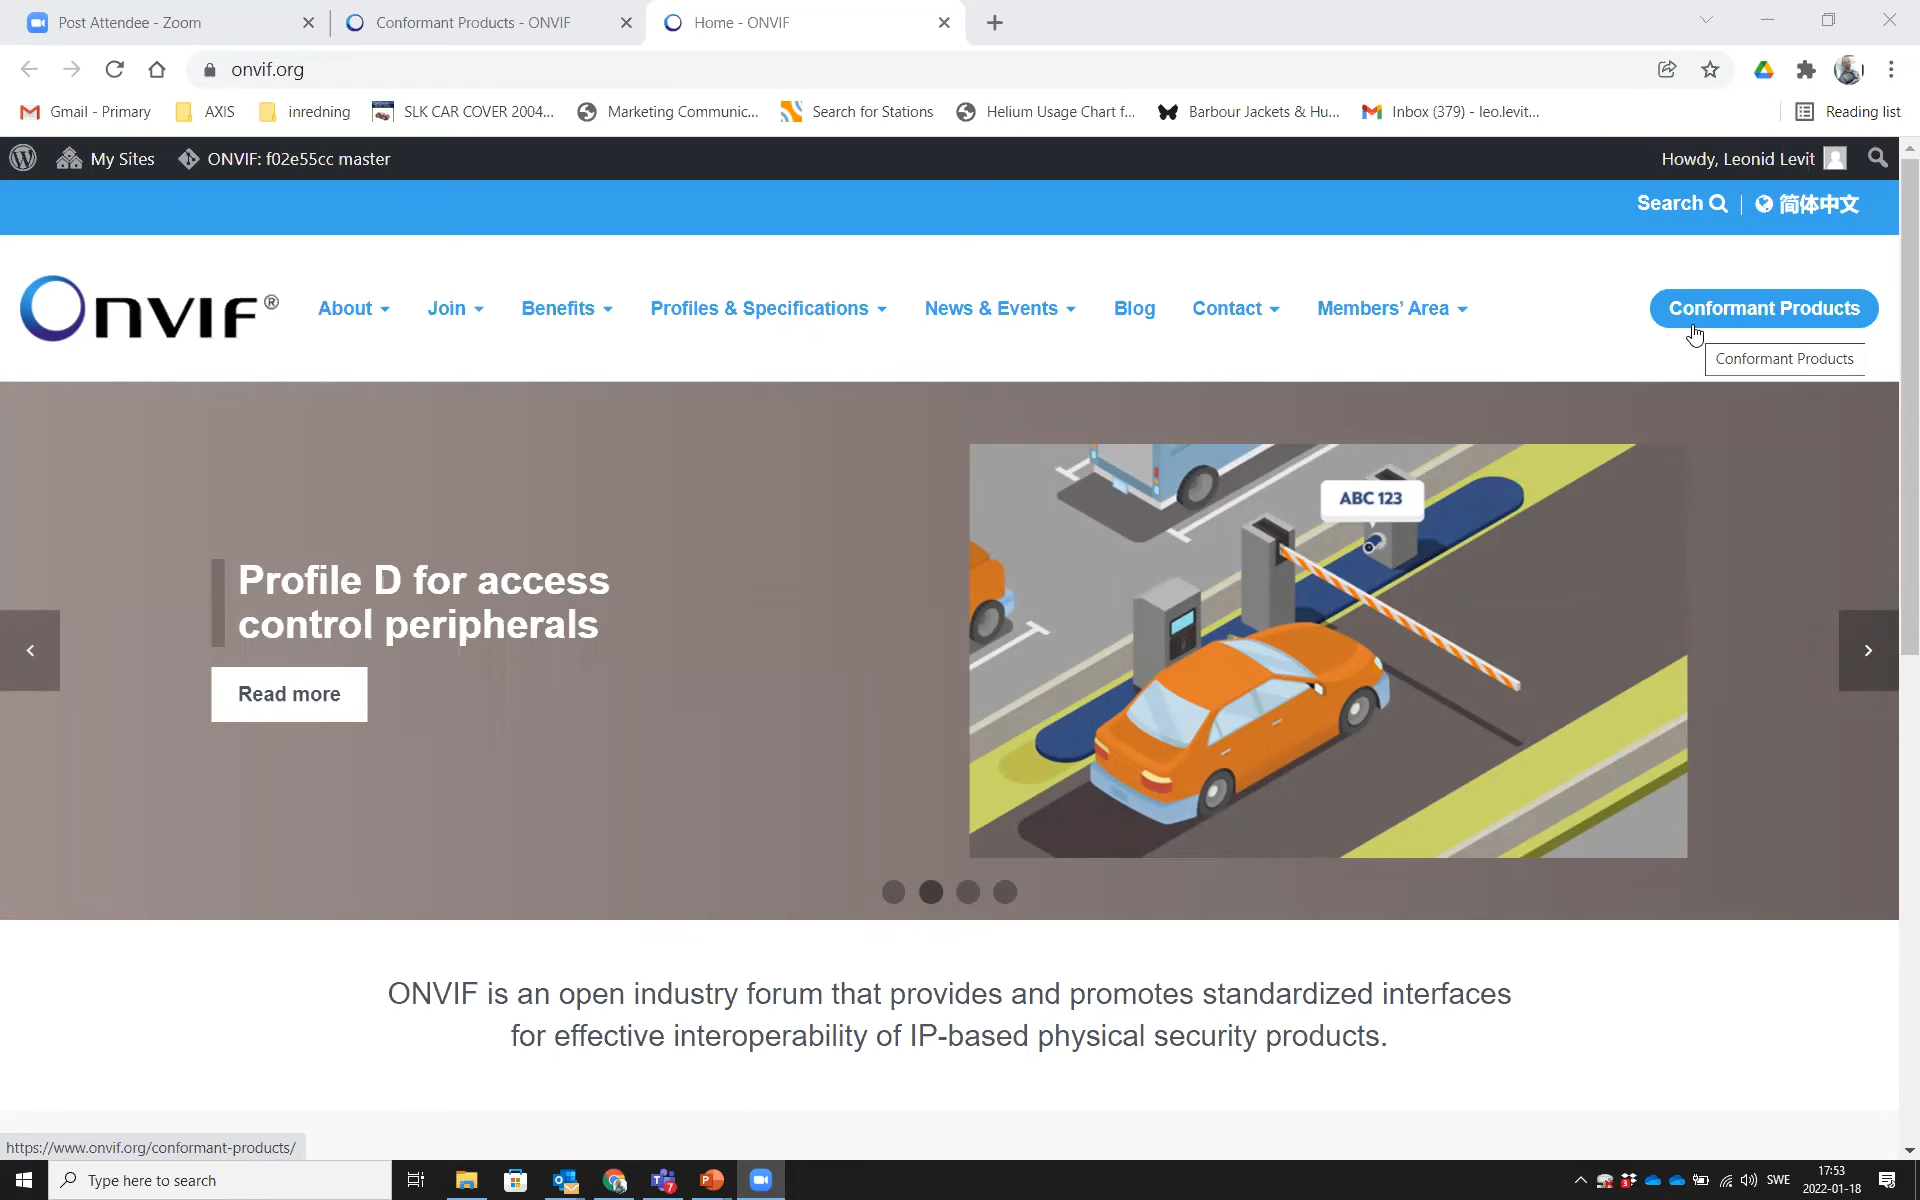 Post Attendee - Zoom
Conformant Products - ONVIF
Home - ONVIF
onvif.org
Gmail - Primary
AXIS
inredning
SLK CAR COVER 2004...
Marketing Communic...
Search for Stations
Helium Usage Chart f...
Barbour Jackets & Hu...
Inbox (379) - leo.levit...
Reading list
My Sites
ONVIF: f02e55cc master
Howdy, Leonid Levit
Search
简体中文
ONVIF®
About
Join
Benefits
Profiles & Specifications
News & Events
Blog
Contact
Members' Area
Conformant Products
Conformant Products
ABC 123
Profile D for access
control peripherals
Read more
ONVIF is an open industry forum that provides and promotes standardized interfaces
for effective interoperability of IP-based physical security products.
https://www.onvif.org/conformant-products/
Type here to search
7
SWE
17:53
2022-01-18